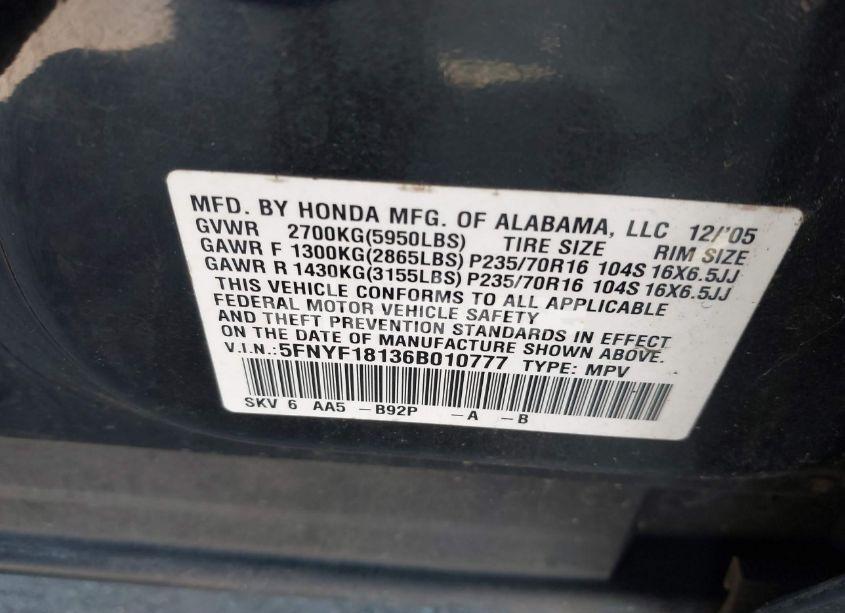 MFD. BY HONDA MFG. OF ALABAMA, LLC 12/'05
GVWR 2700KG(5950LBS) TIRE SIZE RIM SIZE
GAWR F 1300KG(2865LBS) P235/70R16 104S 16X6.5JJ
GAWR R 1430KG(3155LBS) P235/70R16 104S 16X6.5JJ
THIS VEHICLE CONFORMS TO ALL APPLICABLE
FEDERAL MOTOR VEHICLE SAFETY
AND THEFT PREVENTION STANDARDS IN EFFECT
ON THE DATE OF MANUFACTURE SHOWN ABOVE.
V.I.N.:5FNYF18136B010777 TYPE: MPV
SKV 6 AA5 -B92P -A -B